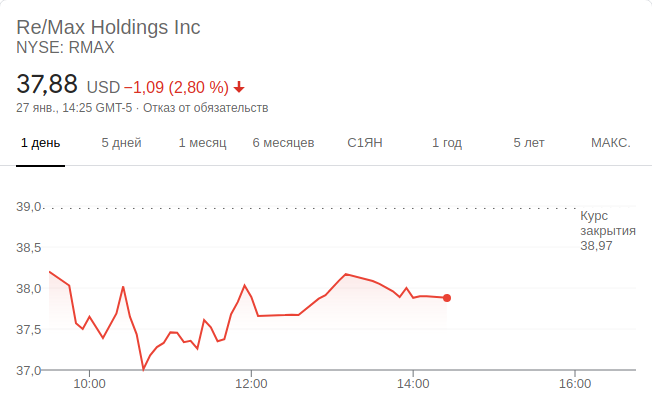 Re/Max Holdings Inc
NYSE: RMAX
37,88 USD −1,09 (2,80 %)
27 янв., 14:25 GMT-5 · Отказ от обязательств
1 день 5 дней 1 месяц 6 месяцев С1ЯН 1 год 5 лет МАКС.
39,0
Курс
закрытия
38,97
38,5
38,0
37,5
37,0
10:00 12:00 14:00 16:00